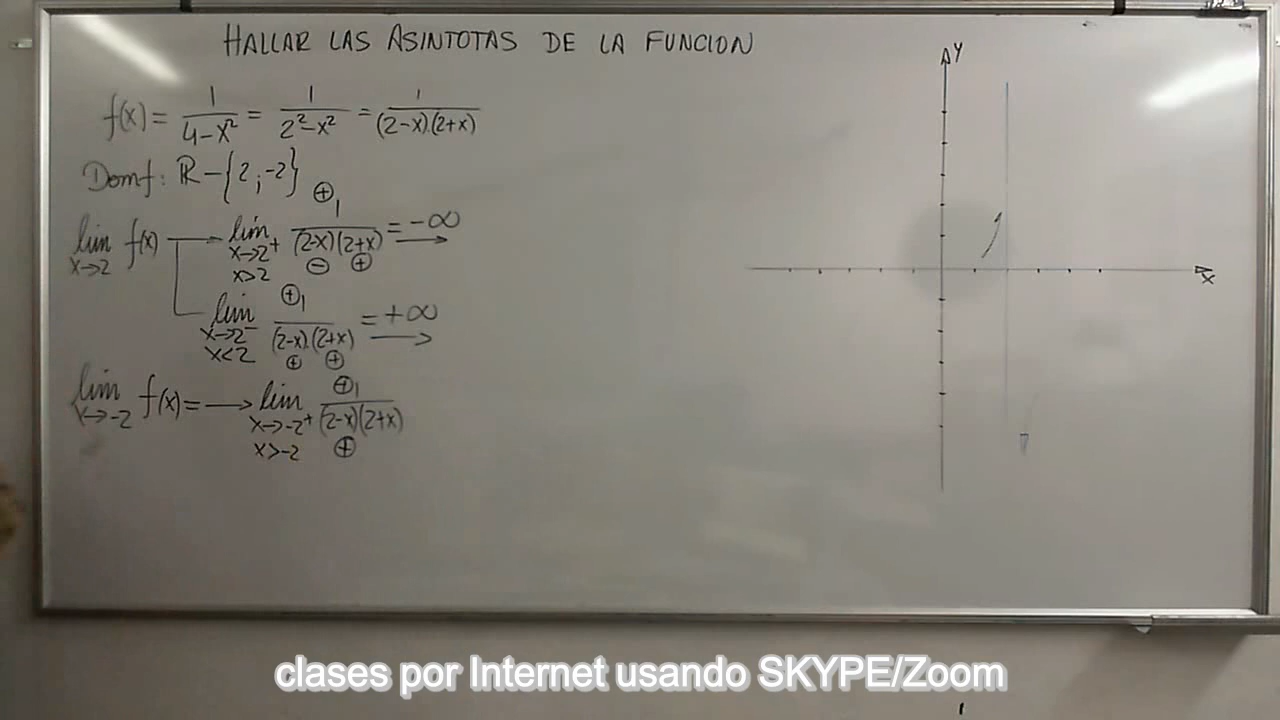 HALLAR LAS ASINTOTAS DE LA FUNCION
f(x) = 1/(4-x²) = 1/(2²-x²) = 1/((2-x).(2+x))
Domf: ℝ - {2 ; -2}
lim x→2 f(x) → lim x→2⁺ x>2 ⊕1/((2-x)(2+x)) ⊖ ⊕ = -∞ →
lim x→2⁻ x<2 ⊕1/((2-x).(2+x)) ⊕ ⊕ = +∞ →
lim x→-2 f(x) = → lim x→-2⁺ x>-2 ⊕1/((2-x)(2+x)) ⊕
y
x
clases por Internet usando SKYPE/Zoom